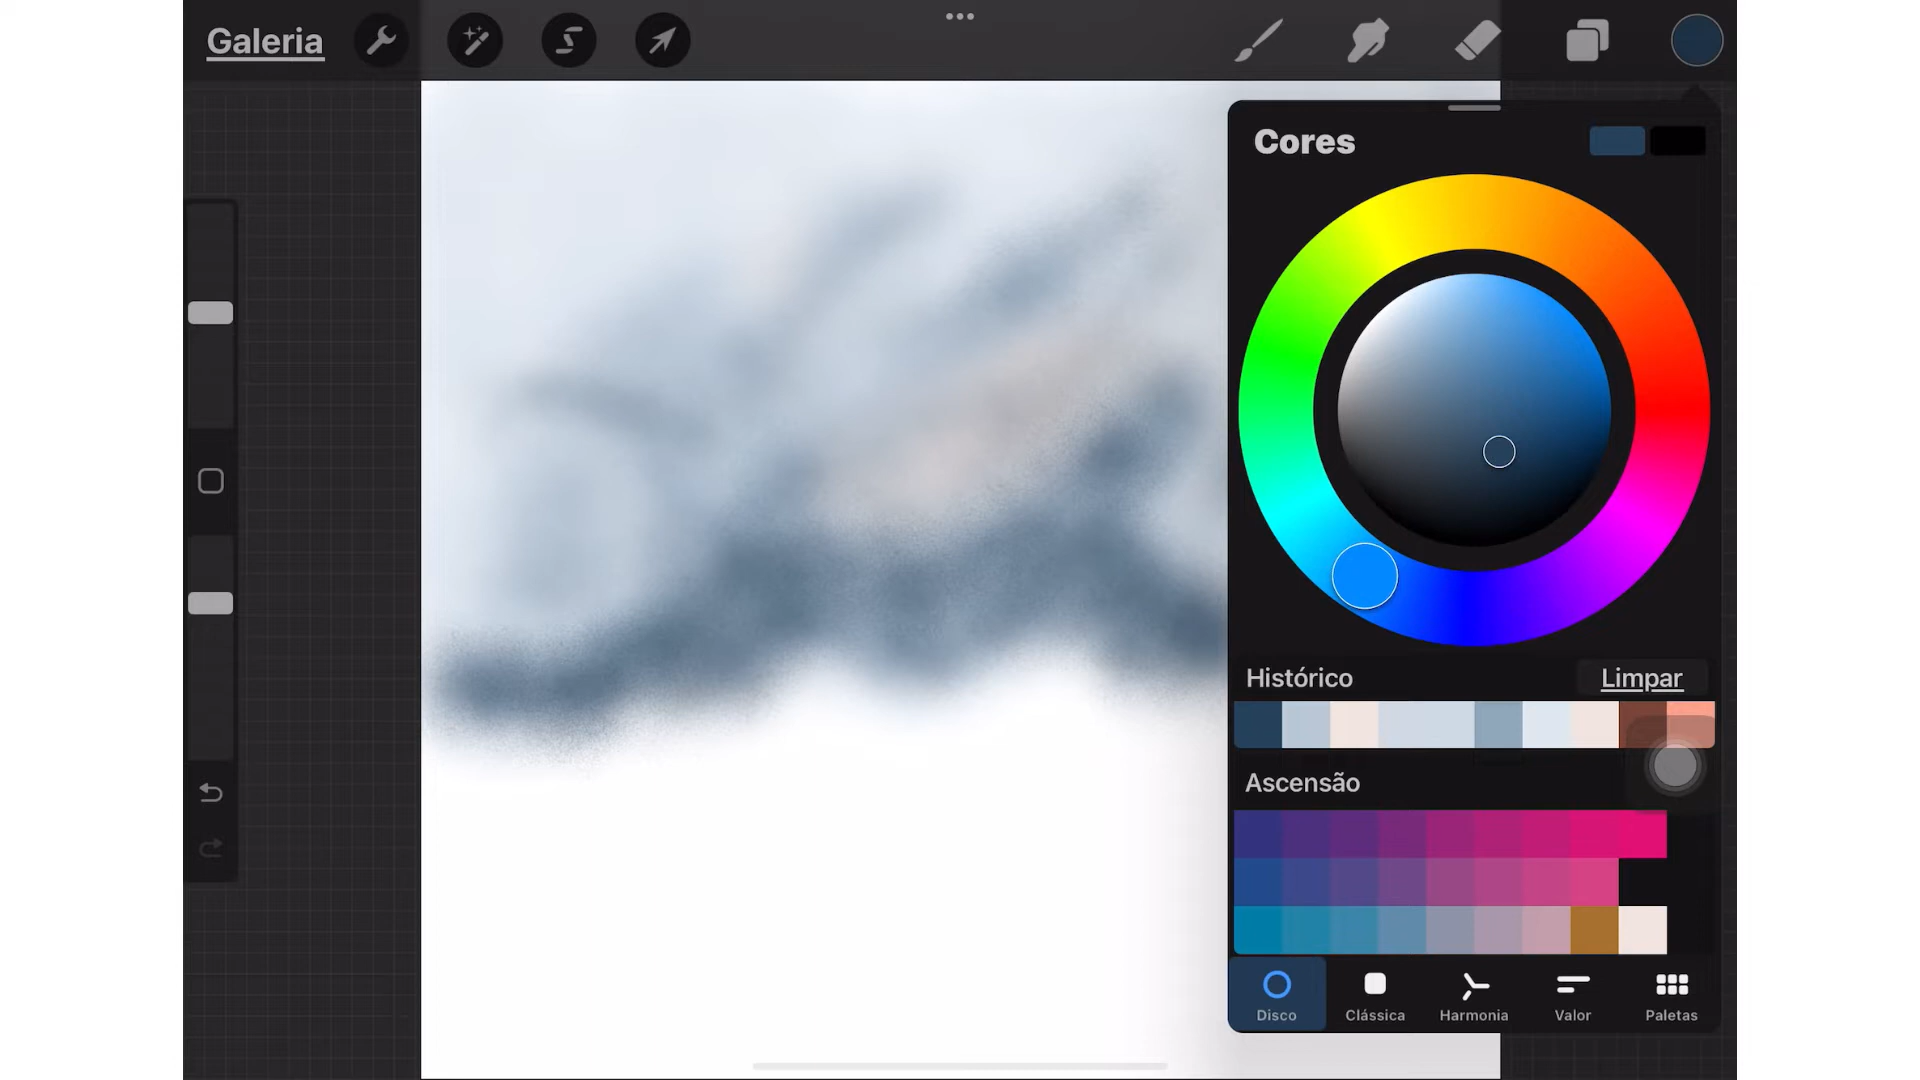 Galeria
Cores
Histórico
Limpar
Ascensão
Disco
Clássica
Harmonia
Valor
Paletas